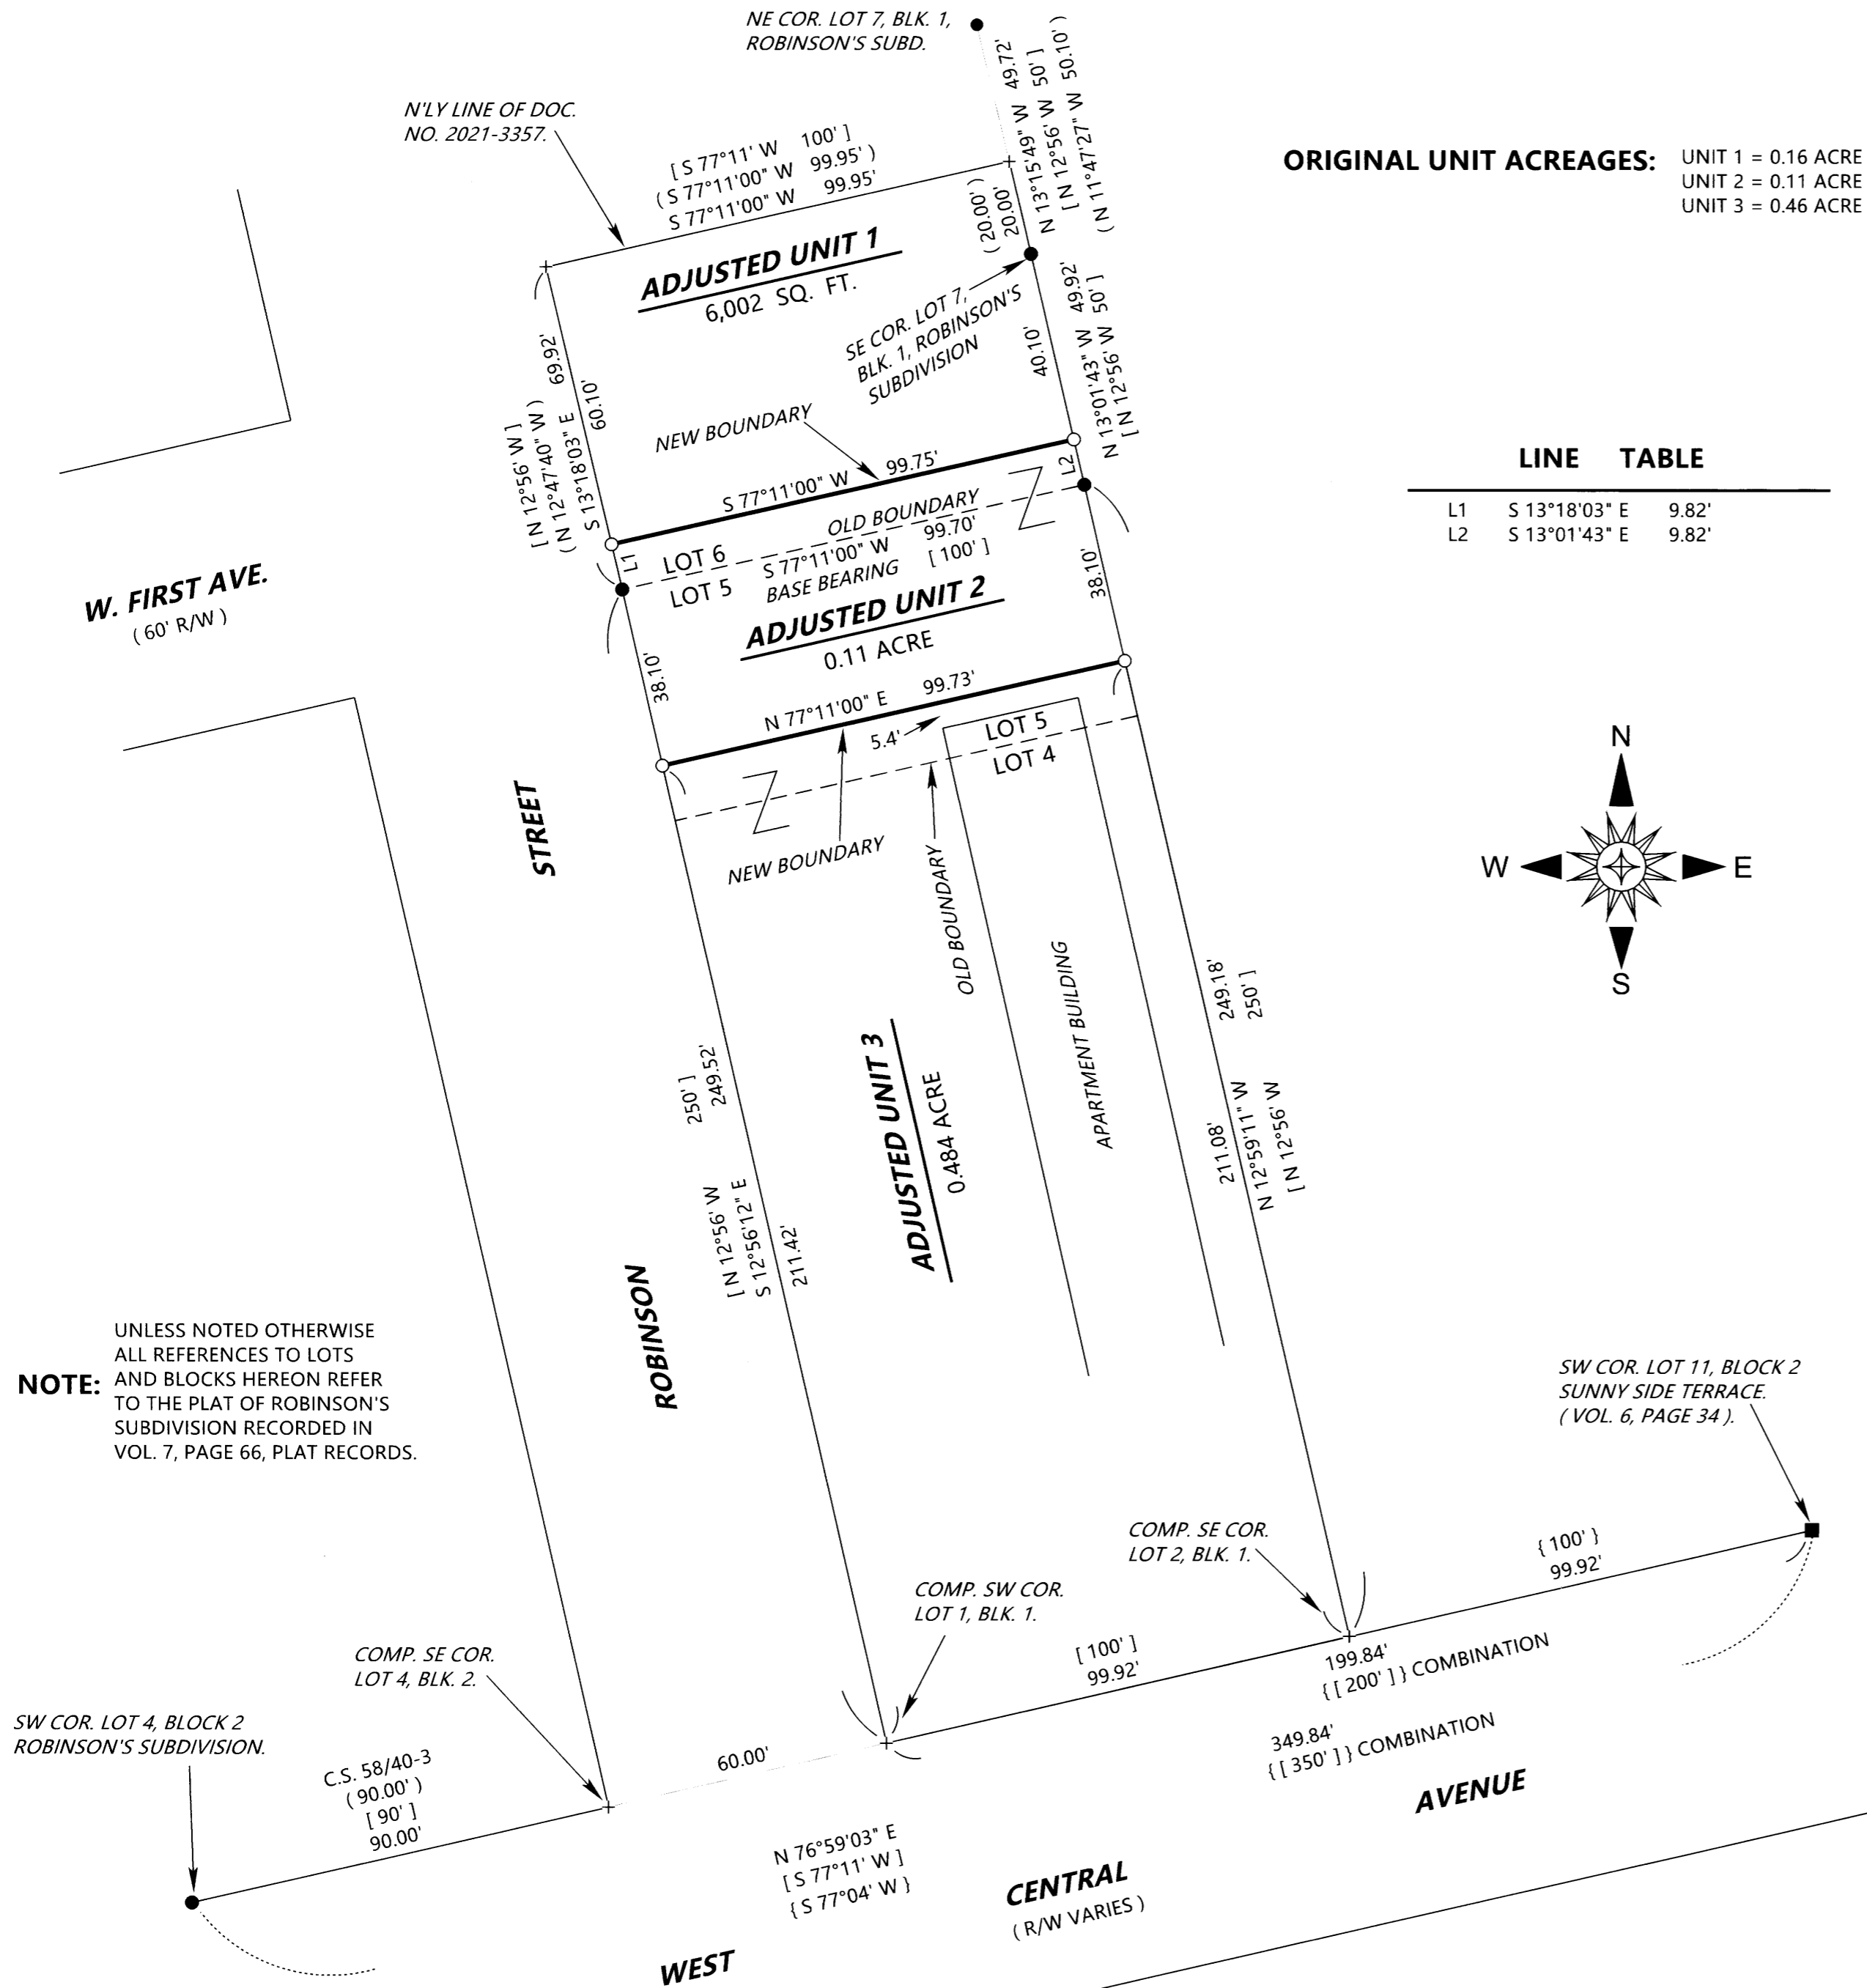 NE COR. LOT 7, BLK. 1,
ROBINSON'S SUBD.
N 13°15'49" W 49.72'
[ N 12°56' W 50' ]
( N 11°47'27" W 50.10' )
N'LY LINE OF DOC.
NO. 2021-3357.
[ S 77°11' W 100' ]
( S 77°11'00" W 99.95' )
S 77°11'00" W 99.95'
ORIGINAL UNIT ACREAGES:
UNIT 1 = 0.16 ACRE
UNIT 2 = 0.11 ACRE
UNIT 3 = 0.46 ACRE
( 20.00' )
20.00'
ADJUSTED UNIT 1
6,002 SQ. FT.
SE COR. LOT 7,
BLK. 1, ROBINSON'S
SUBDIVISION
40.10'
N 13°01'43" W 49.92'
[ N 12°56' W 50' ]
[ N 12°56' W ]
( N 12°47'40" W )
S 13°18'03" E 69.92'
60.10'
NEW BOUNDARY
S 77°11'00" W 99.75'
L2
L1
OLD BOUNDARY
LOT 6
S 77°11'00" W 99.70'
LOT 5
BASE BEARING [ 100' ]
LINE TABLE
L1 S 13°18'03" E 9.82'
L2 S 13°01'43" E 9.82'
W. FIRST AVE.
( 60' R/W )
ADJUSTED UNIT 2
0.11 ACRE
38.10'
38.10'
N 77°11'00" E 99.73'
5.4'
LOT 5
LOT 4
NEW BOUNDARY
OLD BOUNDARY
N
W
E
S
STREET
ROBINSON
APARTMENT BUILDING
ADJUSTED UNIT 3
0.484 ACRE
[ N 12°56' W 250' ]
S 12°56'12" E 249.52'
211.42'
211.08'
N 12°59'11" W 249.18'
[ N 12°56' W 250' ]
NOTE:
UNLESS NOTED OTHERWISE
ALL REFERENCES TO LOTS
AND BLOCKS HEREON REFER
TO THE PLAT OF ROBINSON'S
SUBDIVISION RECORDED IN
VOL. 7, PAGE 66, PLAT RECORDS.
SW COR. LOT 11, BLOCK 2
SUNNY SIDE TERRACE.
( VOL. 6, PAGE 34 ).
COMP. SE COR.
LOT 2, BLK. 1.
{ 100' }
99.92'
COMP. SW COR.
LOT 1, BLK. 1.
[ 100' ]
99.92'
199.84'
{ [ 200' ] } COMBINATION
349.84'
{ [ 350' ] } COMBINATION
COMP. SE COR.
LOT 4, BLK. 2.
60.00'
SW COR. LOT 4, BLOCK 2
ROBINSON'S SUBDIVISION.
C.S. 58/40-3
( 90.00' )
[ 90' ]
90.00'
N 76°59'03" E
[ S 77°11' W ]
{ S 77°04' W }
WEST
CENTRAL
( R/W VARIES )
AVENUE